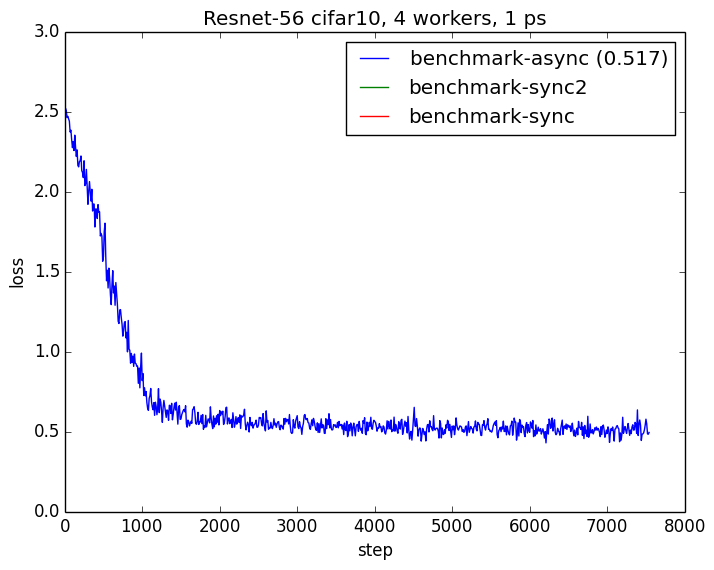 Resnet-56 cifar10, 4 workers, 1 ps
3.0
2.5
2.0
1.5
1.0
0.5
0.0
loss
benchmark-async (0.517)
benchmark-sync2
benchmark-sync
0 1000 2000 3000 4000 5000 6000 7000 8000
step